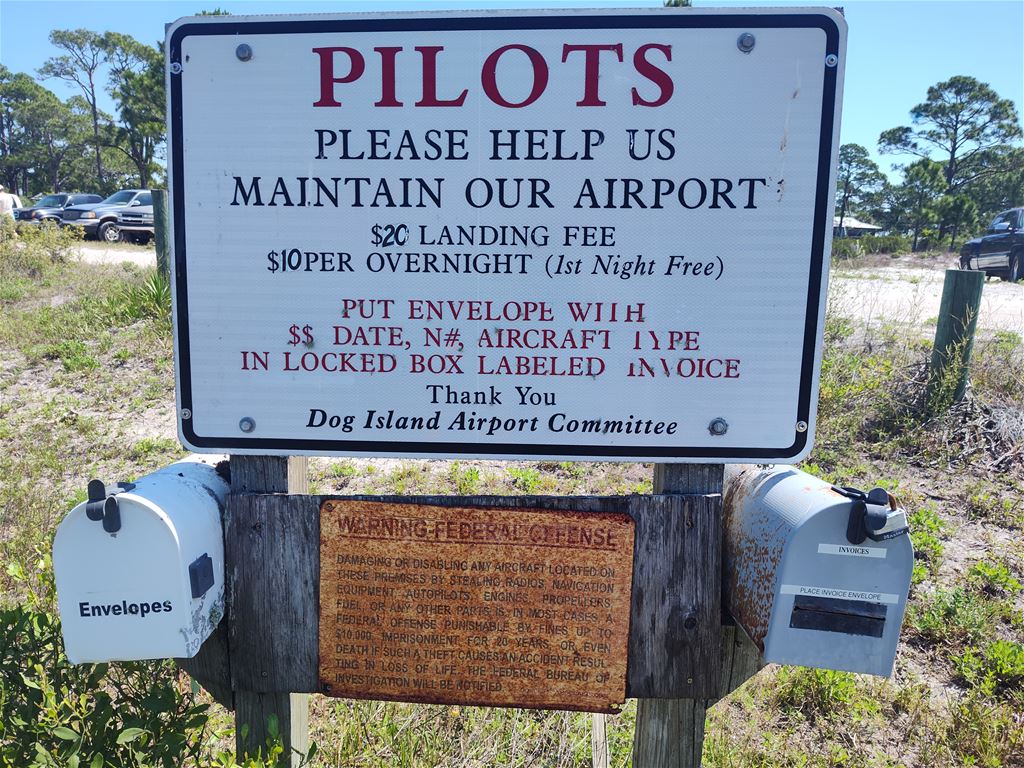 PILOTS
PLEASE HELP US
MAINTAIN OUR AIRPORT
$20 LANDING FEE
$10 PER OVERNIGHT (1st Night Free)
PUT ENVELOPE WITH
$$ DATE, N#, AIRCRAFT TYPE
IN LOCKED BOX LABELED INVOICE
Thank You
Dog Island Airport Committee
Envelopes
WARNING-FEDERAL OFFENSE
DAMAGING OR DISABLING ANY AIRCRAFT LOCATED ON
THESE PREMISES BY STEALING RADIOS, NAVIGATION
EQUIPMENT, AUTOPILOTS, ENGINES, PROPELLERS,
FUEL, OR ANY OTHER PARTS IS, IN MOST CASES A
FEDERAL OFFENSE PUNISHABLE BY FINES UP TO
$10,000, IMPRISONMENT FOR 20 YEARS, OR EVEN
DEATH IF SUCH A THEFT CAUSES AN ACCIDENT RESUL
TING IN LOSS OF LIFE. THE FEDERAL BUREAU OF
INVESTIGATION WILL BE NOTIFIED
INVOICES
PLACE INVOICE ENVELOPE